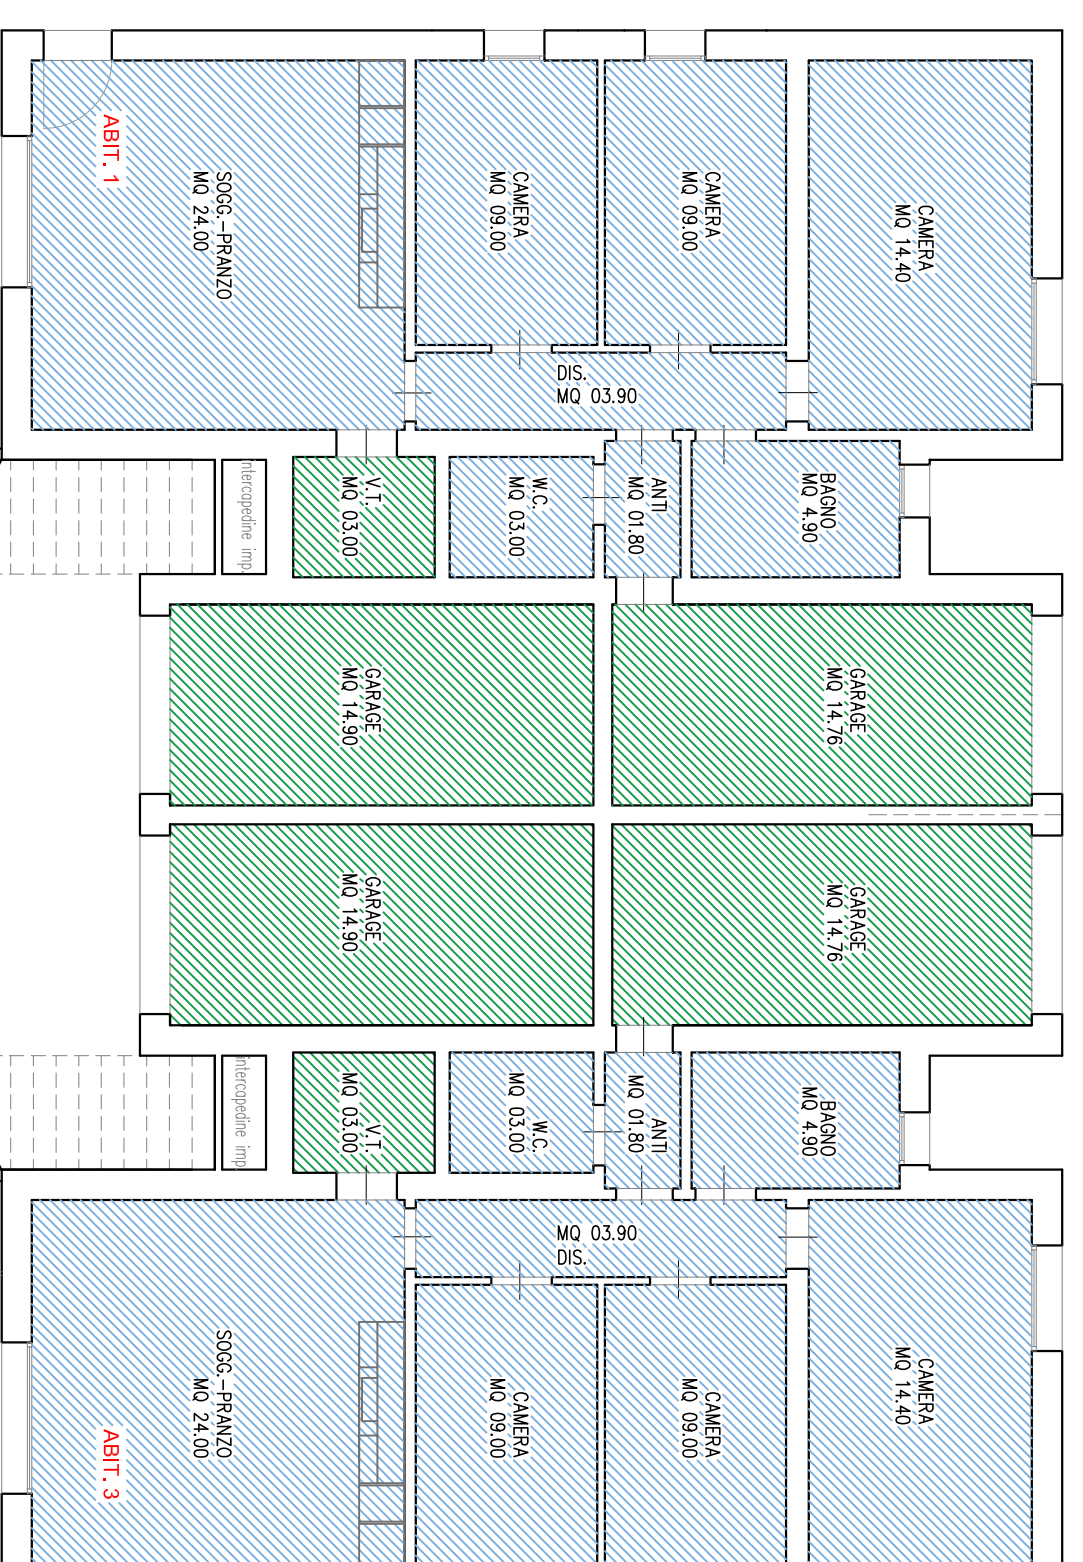 ABIT. 1
SOGG.-PRANZO
MQ 24.00
CAMERA
MQ 09.00
CAMERA
MQ 09.00
CAMERA
MQ 14.40
DIS.
MQ 03.90
intercapedine imp.
V.T.
MQ 03.00
W.C.
MQ 03.00
ANTI
MQ 01.80
BAGNO
MQ 4.90
GARAGE
MQ 14.90
GARAGE
MQ 14.76
GARAGE
MQ 14.90
GARAGE
MQ 14.76
intercapedine imp.
V.T.
MQ 03.00
W.C.
MQ 03.00
ANTI
MQ 01.80
BAGNO
MQ 4.90
MQ 03.90
DIS.
SOGG.-PRANZO
MQ 24.00
CAMERA
MQ 09.00
CAMERA
MQ 09.00
CAMERA
MQ 14.40
ABIT. 3